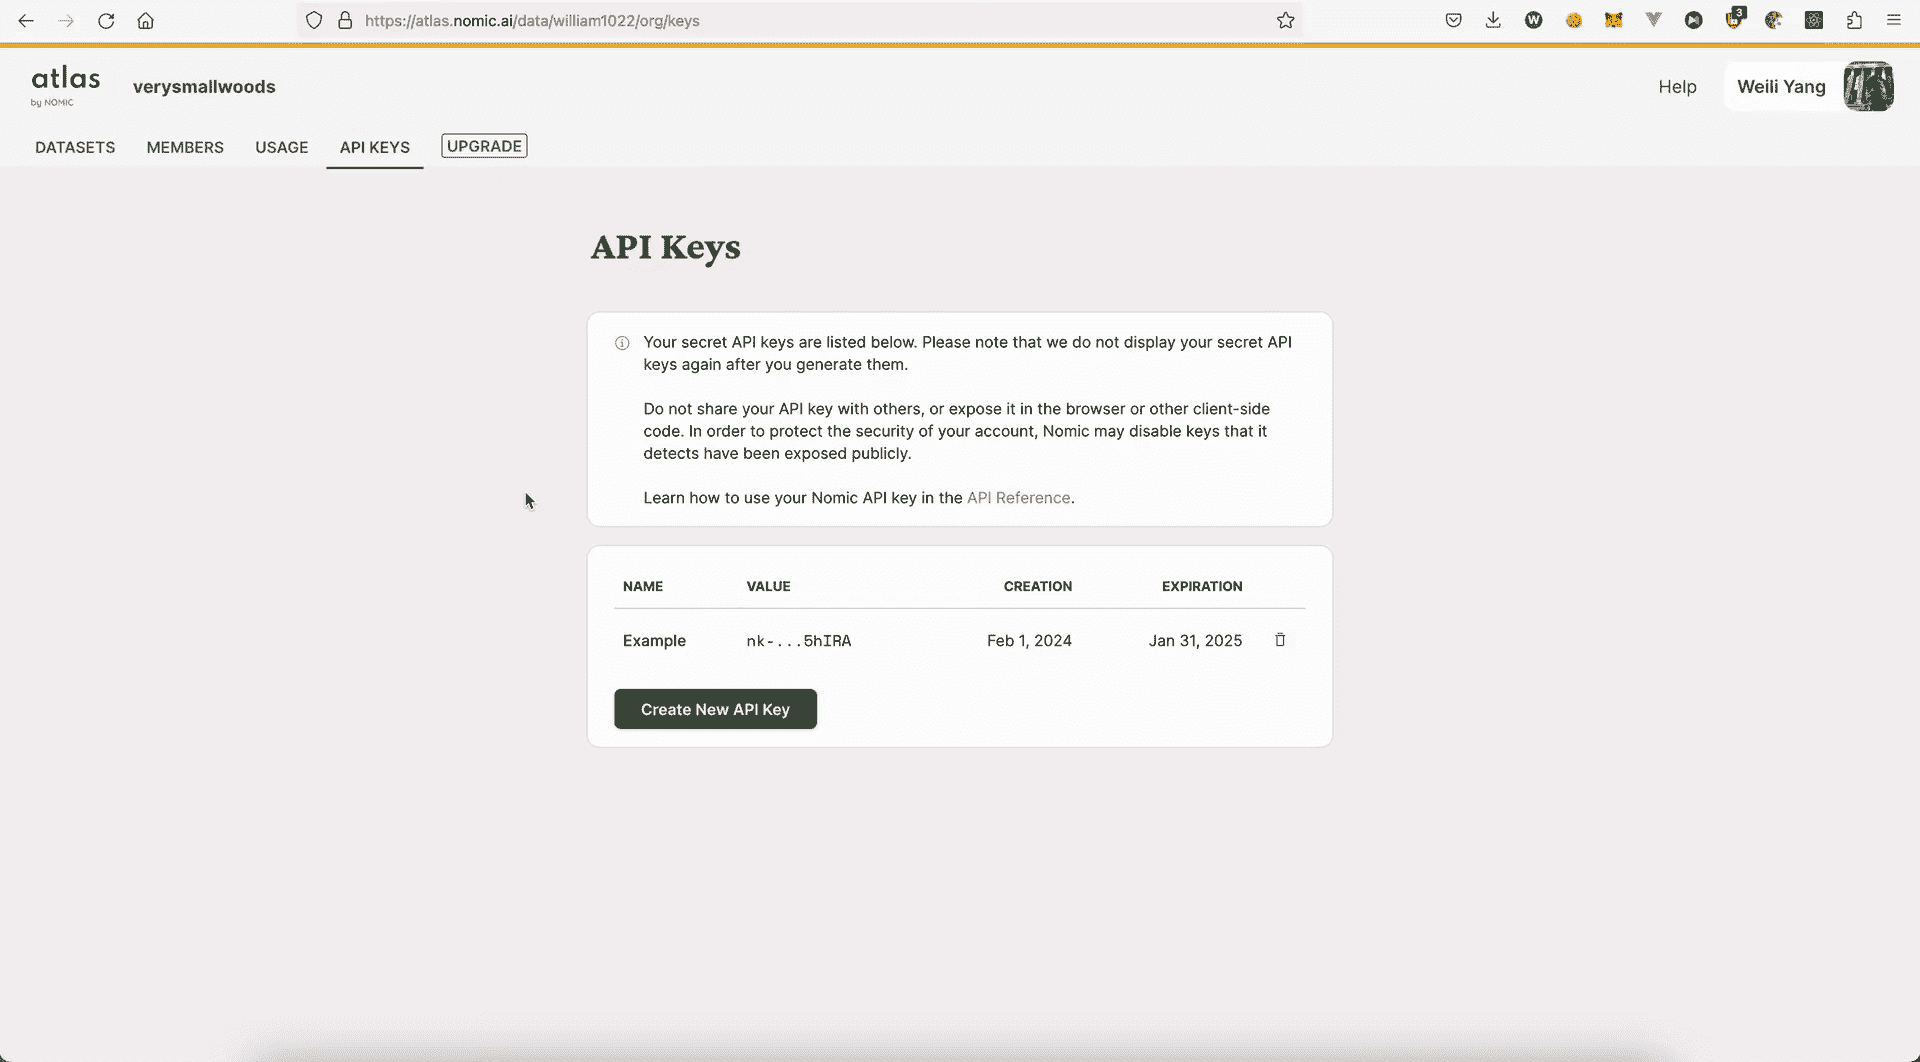 https://atlas.nomic.ai/data/william1022/org/keys
W
3
atlas
by NOMIC
verysmallwoods
Help
Weili Yang
DATASETS
MEMBERS
USAGE
API KEYS
UPGRADE
API Keys
Your secret API keys are listed below. Please note that we do not display your secret API
keys again after you generate them.
Do not share your API key with others, or expose it in the browser or other client-side
code. In order to protect the security of your account, Nomic may disable keys that it
detects have been exposed publicly.
Learn how to use your Nomic API key in the API Reference.
NAME VALUE CREATION EXPIRATION
Example nk-...5hIRA Feb 1, 2024 Jan 31, 2025
Create New API Key